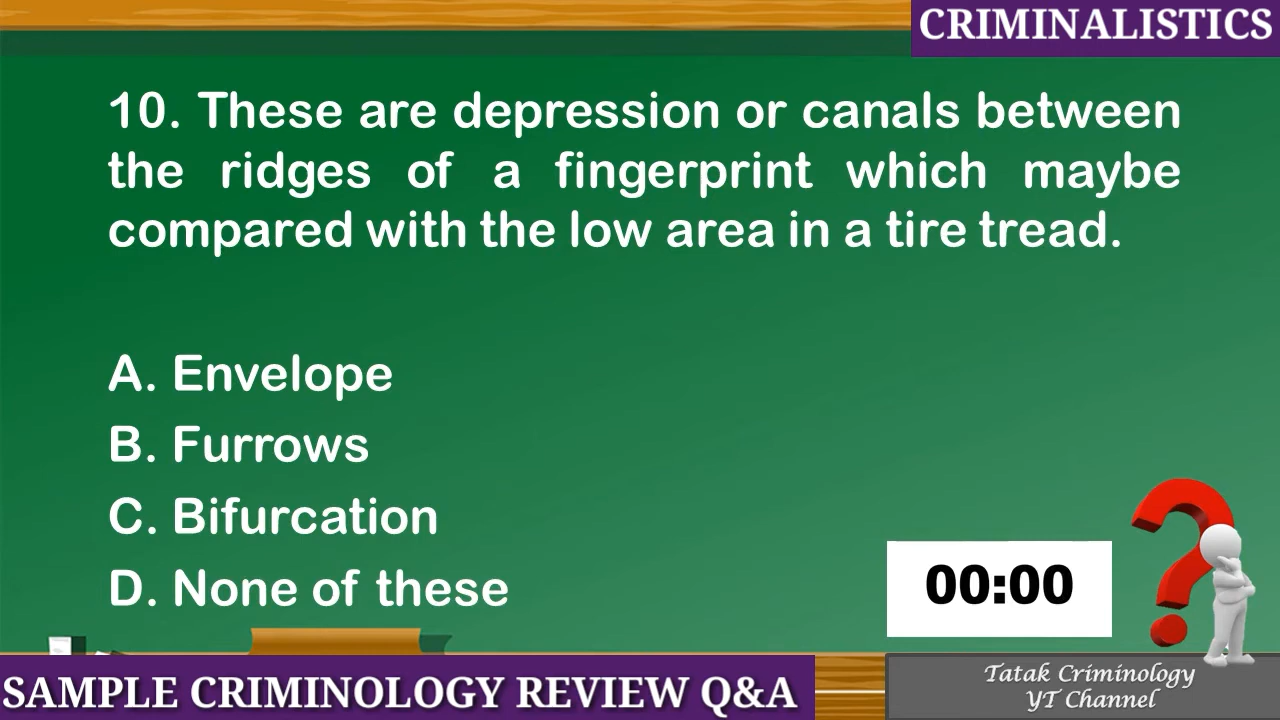 CRIMINALISTICS
10. These are depression or canals between
the ridges of a fingerprint which maybe
compared with the low area in a tire tread.
A. Envelope
B. Furrows
C. Bifurcation
D. None of these
00:00
SAMPLE CRIMINOLOGY REVIEW Q&A
Tatak Criminology
YT Channel